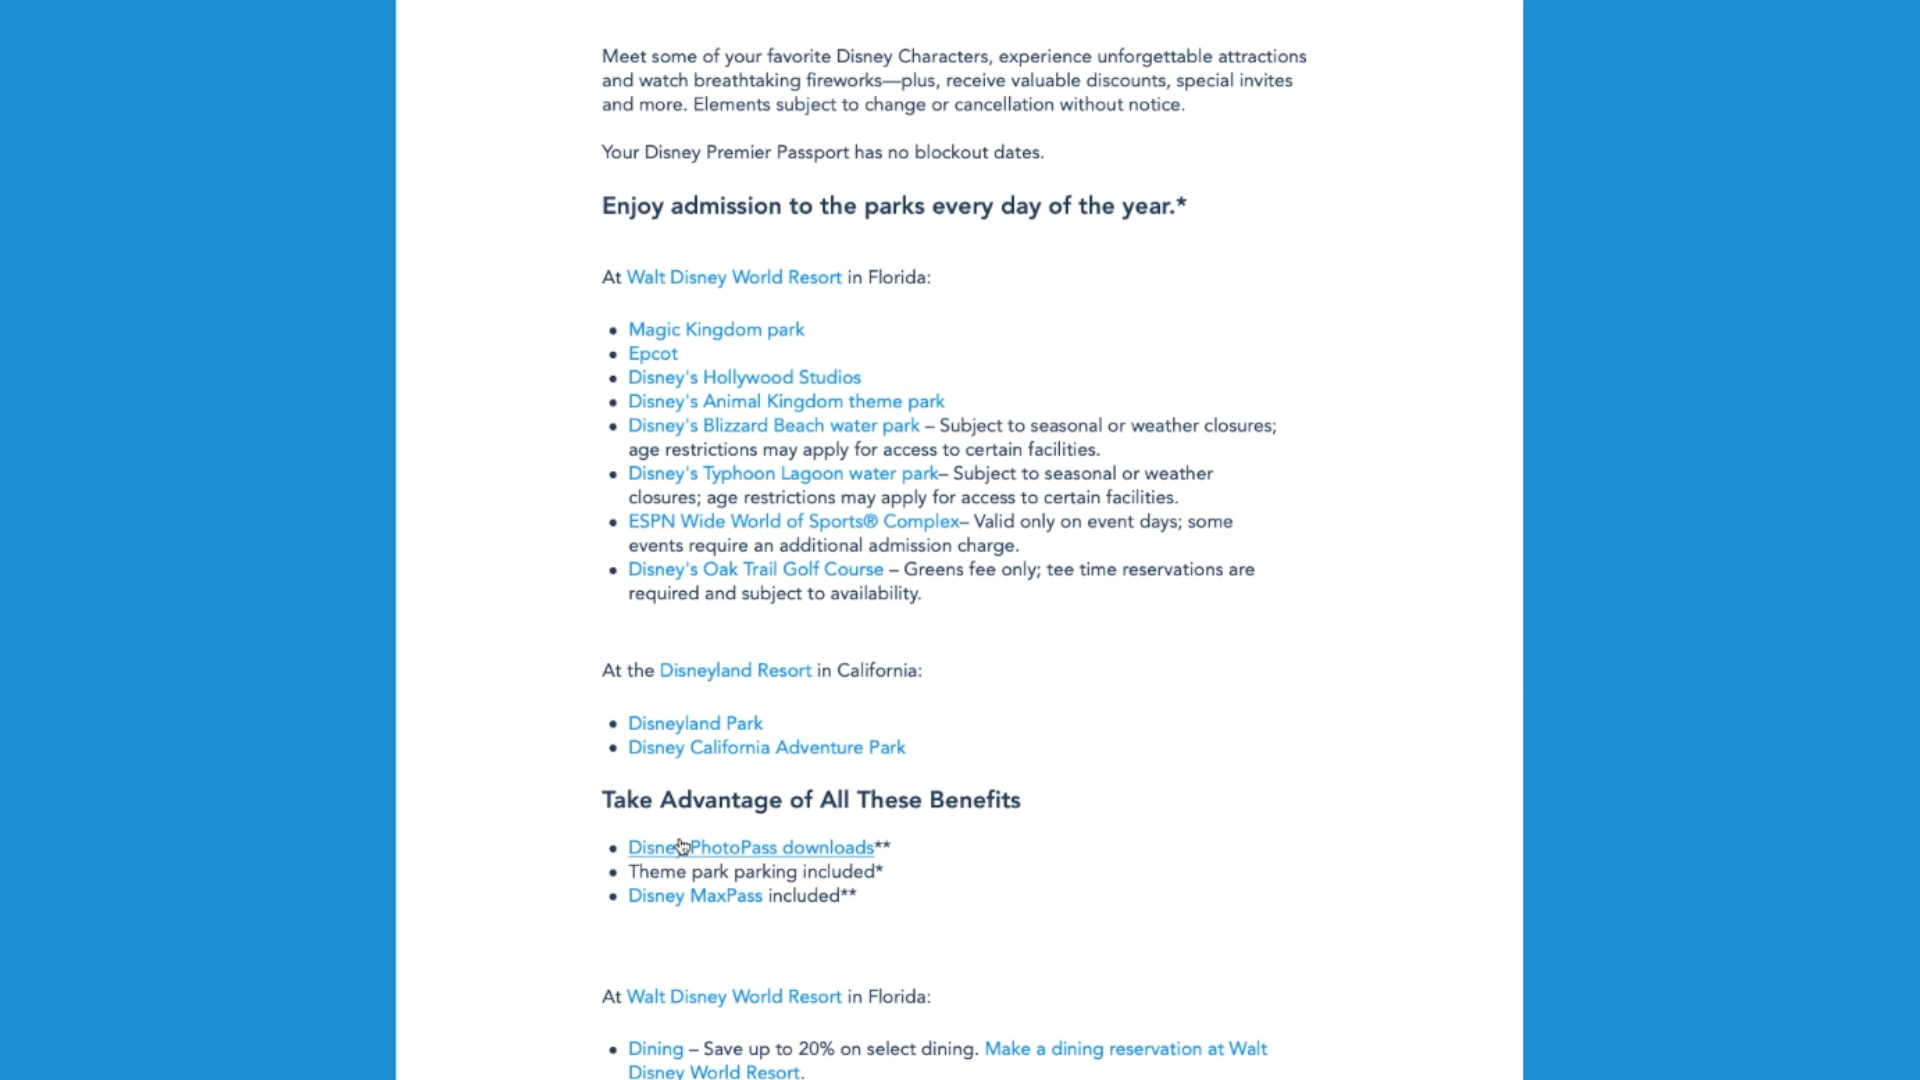 Meet some of your favorite Disney Characters, experience unforgettable attractions
and watch breathtaking fireworks—plus, receive valuable discounts, special invites
and more. Elements subject to change or cancellation without notice.
Your Disney Premier Passport has no blockout dates.
Enjoy admission to the parks every day of the year.*
At Walt Disney World Resort in Florida:
• Magic Kingdom park
• Epcot
• Disney's Hollywood Studios
• Disney's Animal Kingdom theme park
• Disney's Blizzard Beach water park – Subject to seasonal or weather closures;
age restrictions may apply for access to certain facilities.
• Disney's Typhoon Lagoon water park– Subject to seasonal or weather
closures; age restrictions may apply for access to certain facilities.
• ESPN Wide World of Sports® Complex– Valid only on event days; some
events require an additional admission charge.
• Disney's Oak Trail Golf Course – Greens fee only; tee time reservations are
required and subject to availability.
At the Disneyland Resort in California:
• Disneyland Park
• Disney California Adventure Park
Take Advantage of All These Benefits
• Disney PhotoPass downloads**
• Theme park parking included*
• Disney MaxPass included**
At Walt Disney World Resort in Florida:
• Dining – Save up to 20% on select dining. Make a dining reservation at Walt
Disney World Resort.